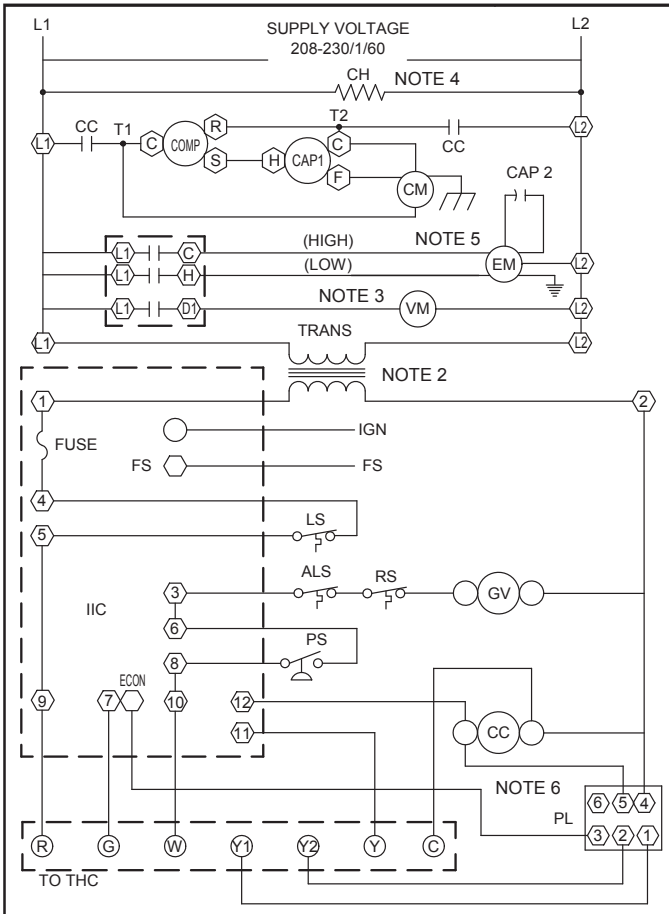 L1 SUPPLY VOLTAGE L2
208-230/1/60
CH NOTE 4
CC T1 R T2
L1 C COMP C CC L2
S H CAP1
F CM CAP 2
(HIGH) NOTE 5
L1 C
(LOW) EM L2
L1 H
NOTE 3
L1 D1 VM L2
TRANS
L1 L2
NOTE 2
1 2
FUSE IGN
FS FS
4
5 LS
ALS RS
3 GV
IIC
6
PS
8
ECON
9 7 10 12
CC
11
NOTE 6
6 5 4
PL
3 2 1
R G W Y1 Y2 Y C
TO THC